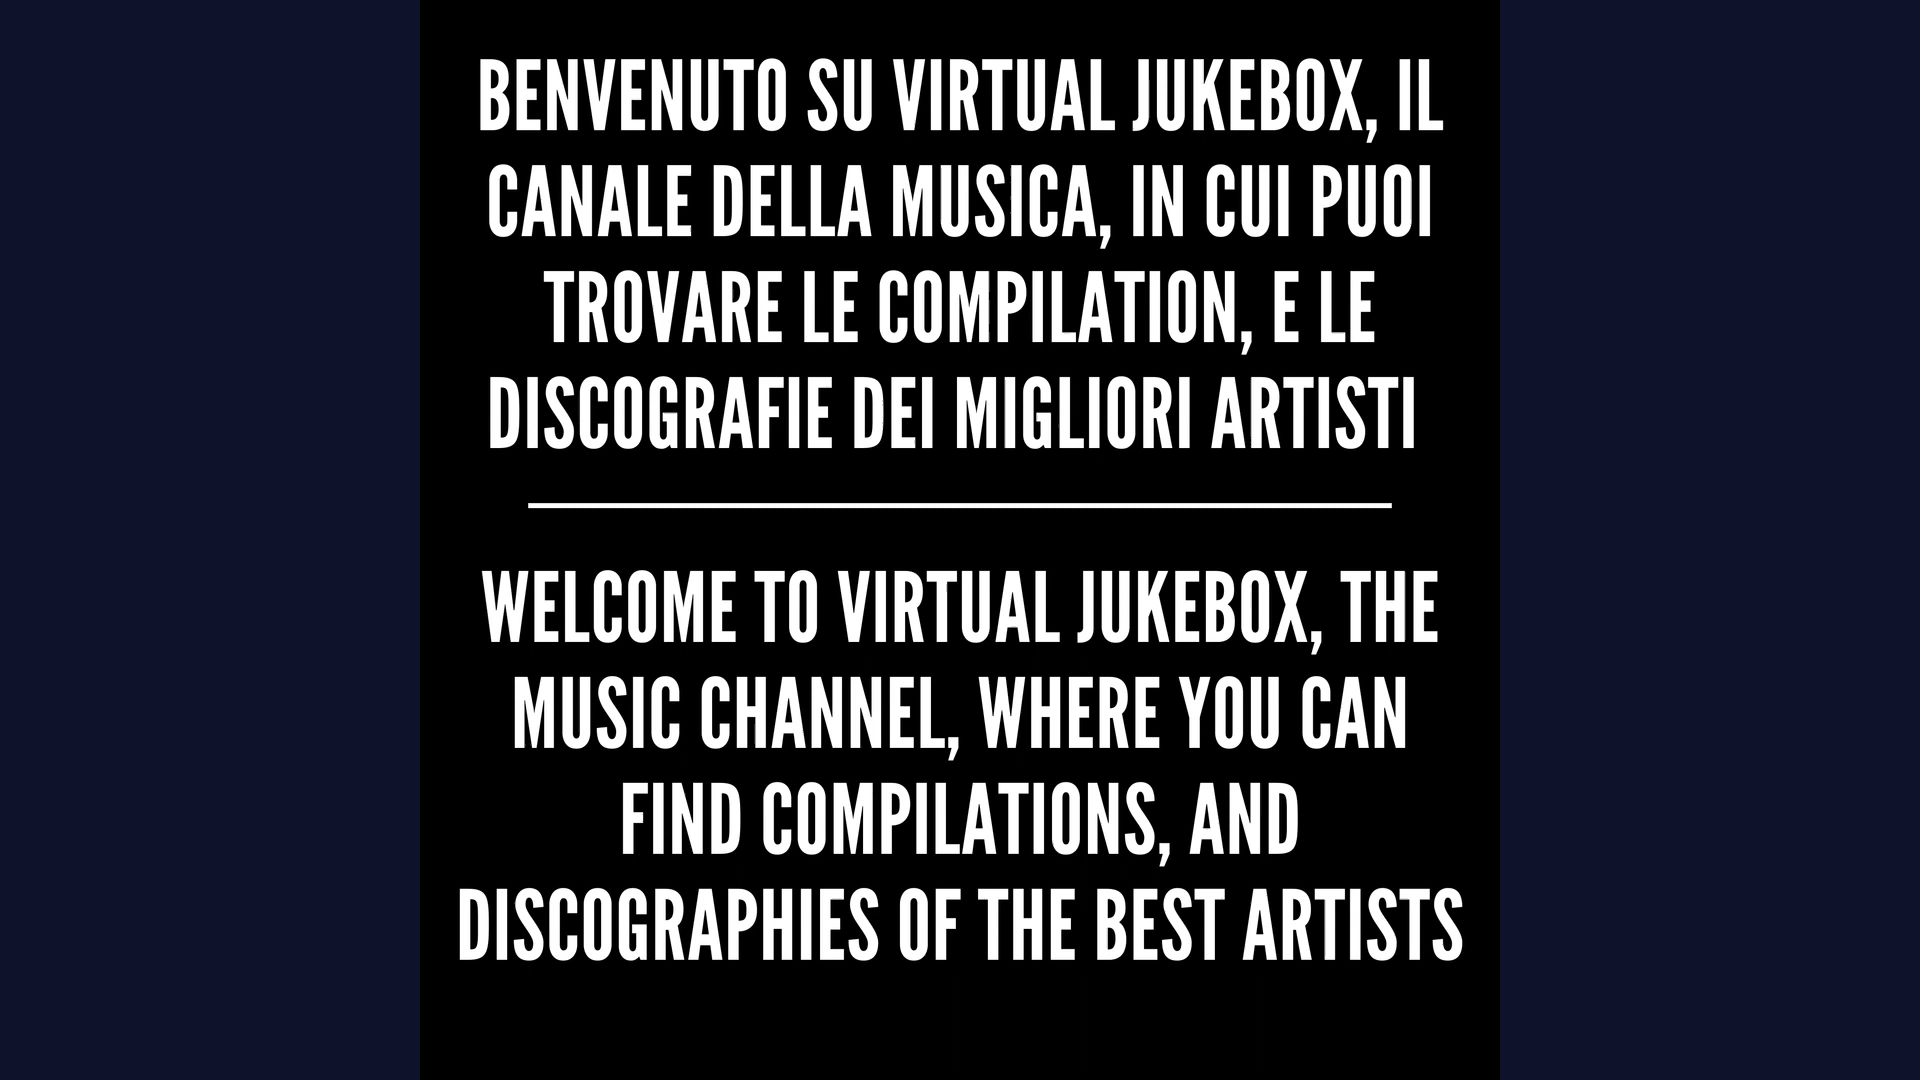 BENVENUTO SU VIRTUAL JUKEBOX, IL
CANALE DELLA MUSICA, IN CUI PUOI
TROVARE LE COMPILATION, E LE
DISCOGRAFIE DEI MIGLIORI ARTISTI
WELCOME TO VIRTUAL JUKEBOX, THE
MUSIC CHANNEL, WHERE YOU CAN
FIND COMPILATIONS, AND
DISCOGRAPHIES OF THE BEST ARTISTS